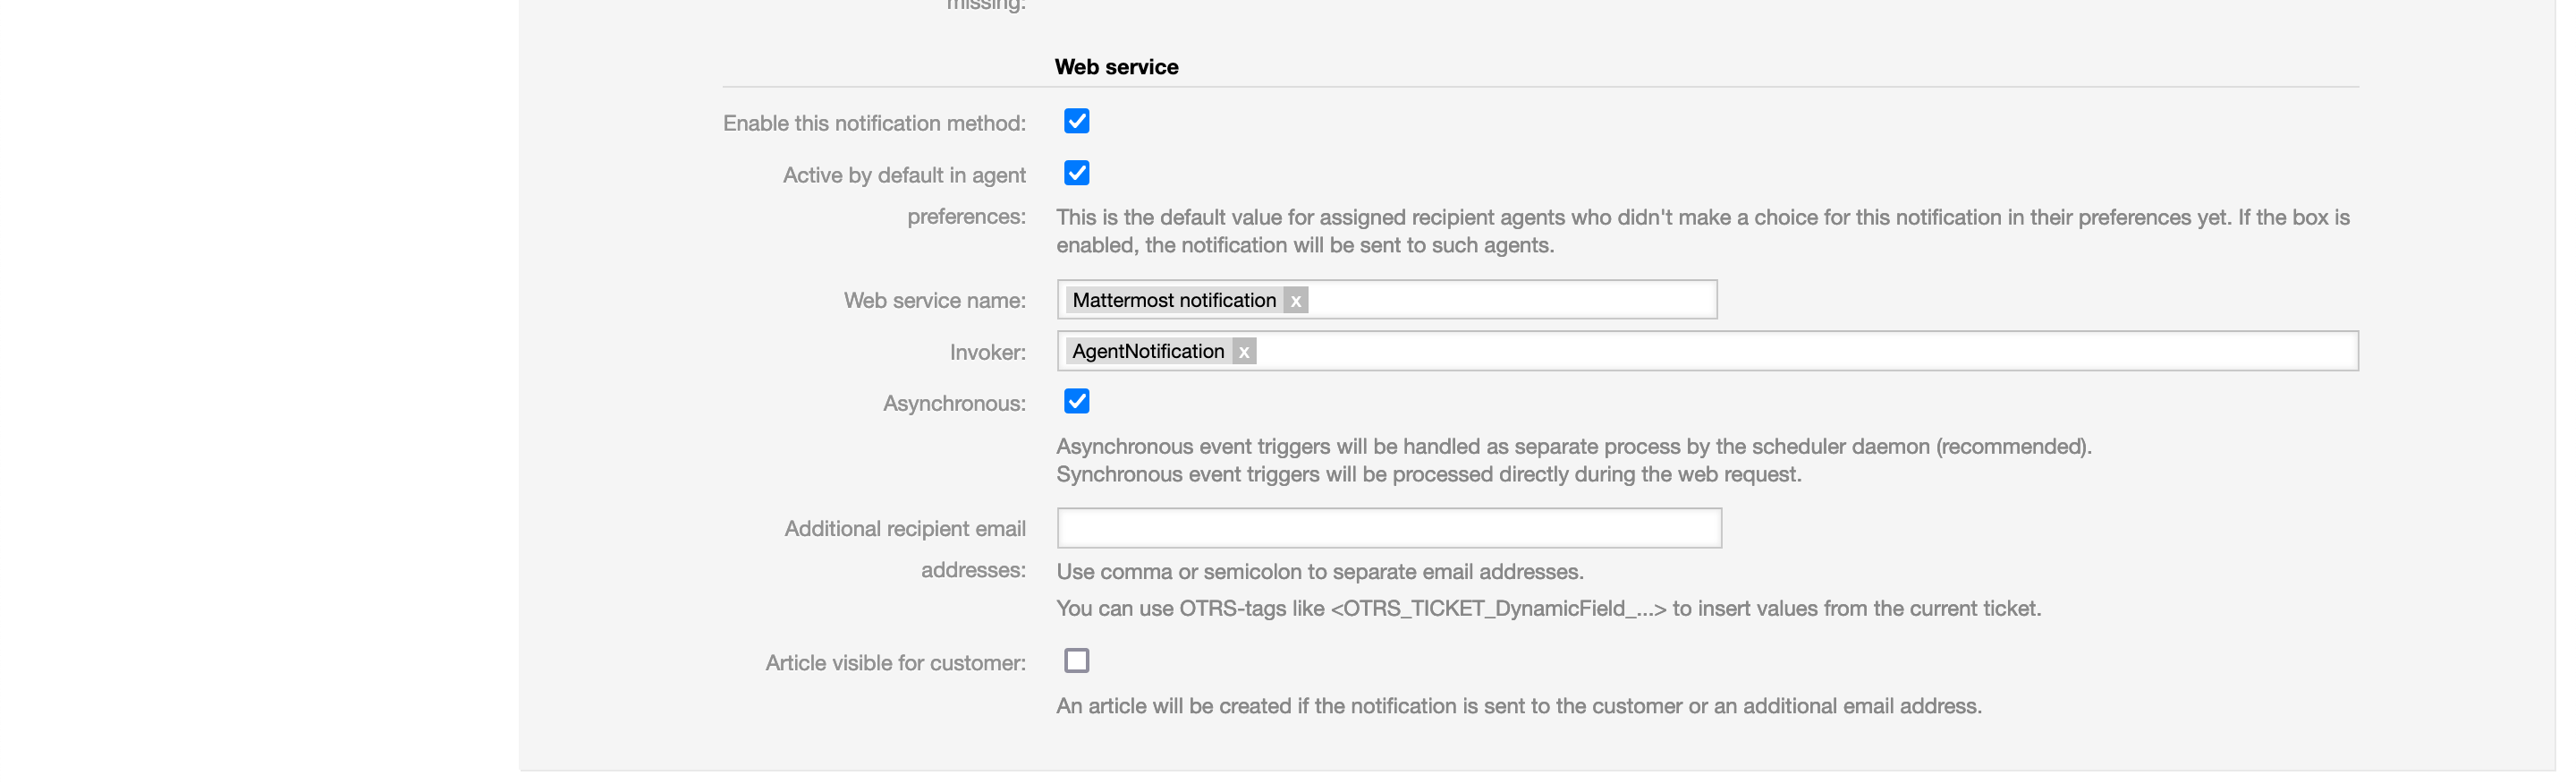 missing:
Web service
Enable this notification method:
Active by default in agent
preferences:
This is the default value for assigned recipient agents who didn't make a choice for this notification in their preferences yet. If the box is
enabled, the notification will be sent to such agents.
Web service name:
Mattermost notification x
Invoker:
AgentNotification x
Asynchronous:
Asynchronous event triggers will be handled as separate process by the scheduler daemon (recommended).
Synchronous event triggers will be processed directly during the web request.
Additional recipient email
addresses:
Use comma or semicolon to separate email addresses.
You can use OTRS-tags like <OTRS_TICKET_DynamicField_...> to insert values from the current ticket.
Article visible for customer:
An article will be created if the notification is sent to the customer or an additional email address.